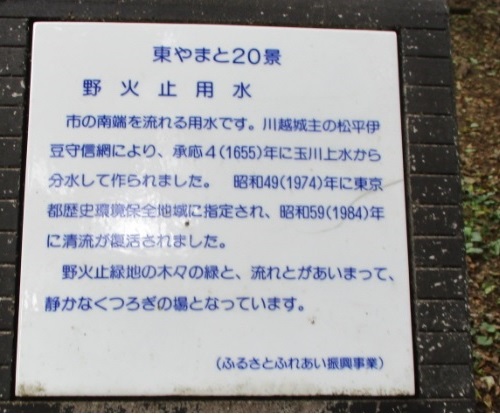 東やまと20景
野火止用水
市の南端を流れる用水です。川越城主の松平伊
豆守信綱により、承応4(1655)年に玉川上水から
分水して作られました。 昭和49(1974)年に東京
都歴史環境保全地域に指定され、昭和59(1984)年
に清流が復活されました。
野火止緑地の木々の緑と、流れとがあいまって、
静かなくつろぎの場となっています。
(ふるさとふれあい振興事業)